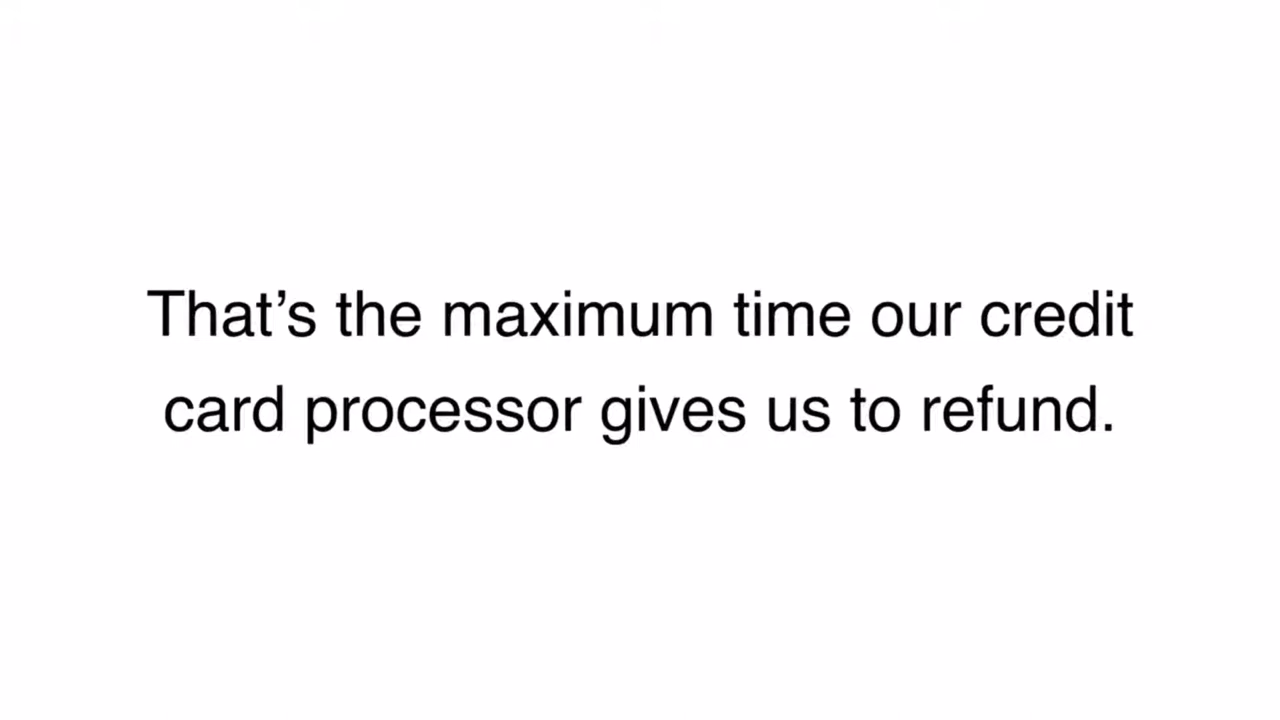 That’s the maximum time our credit
card processor gives us to refund.